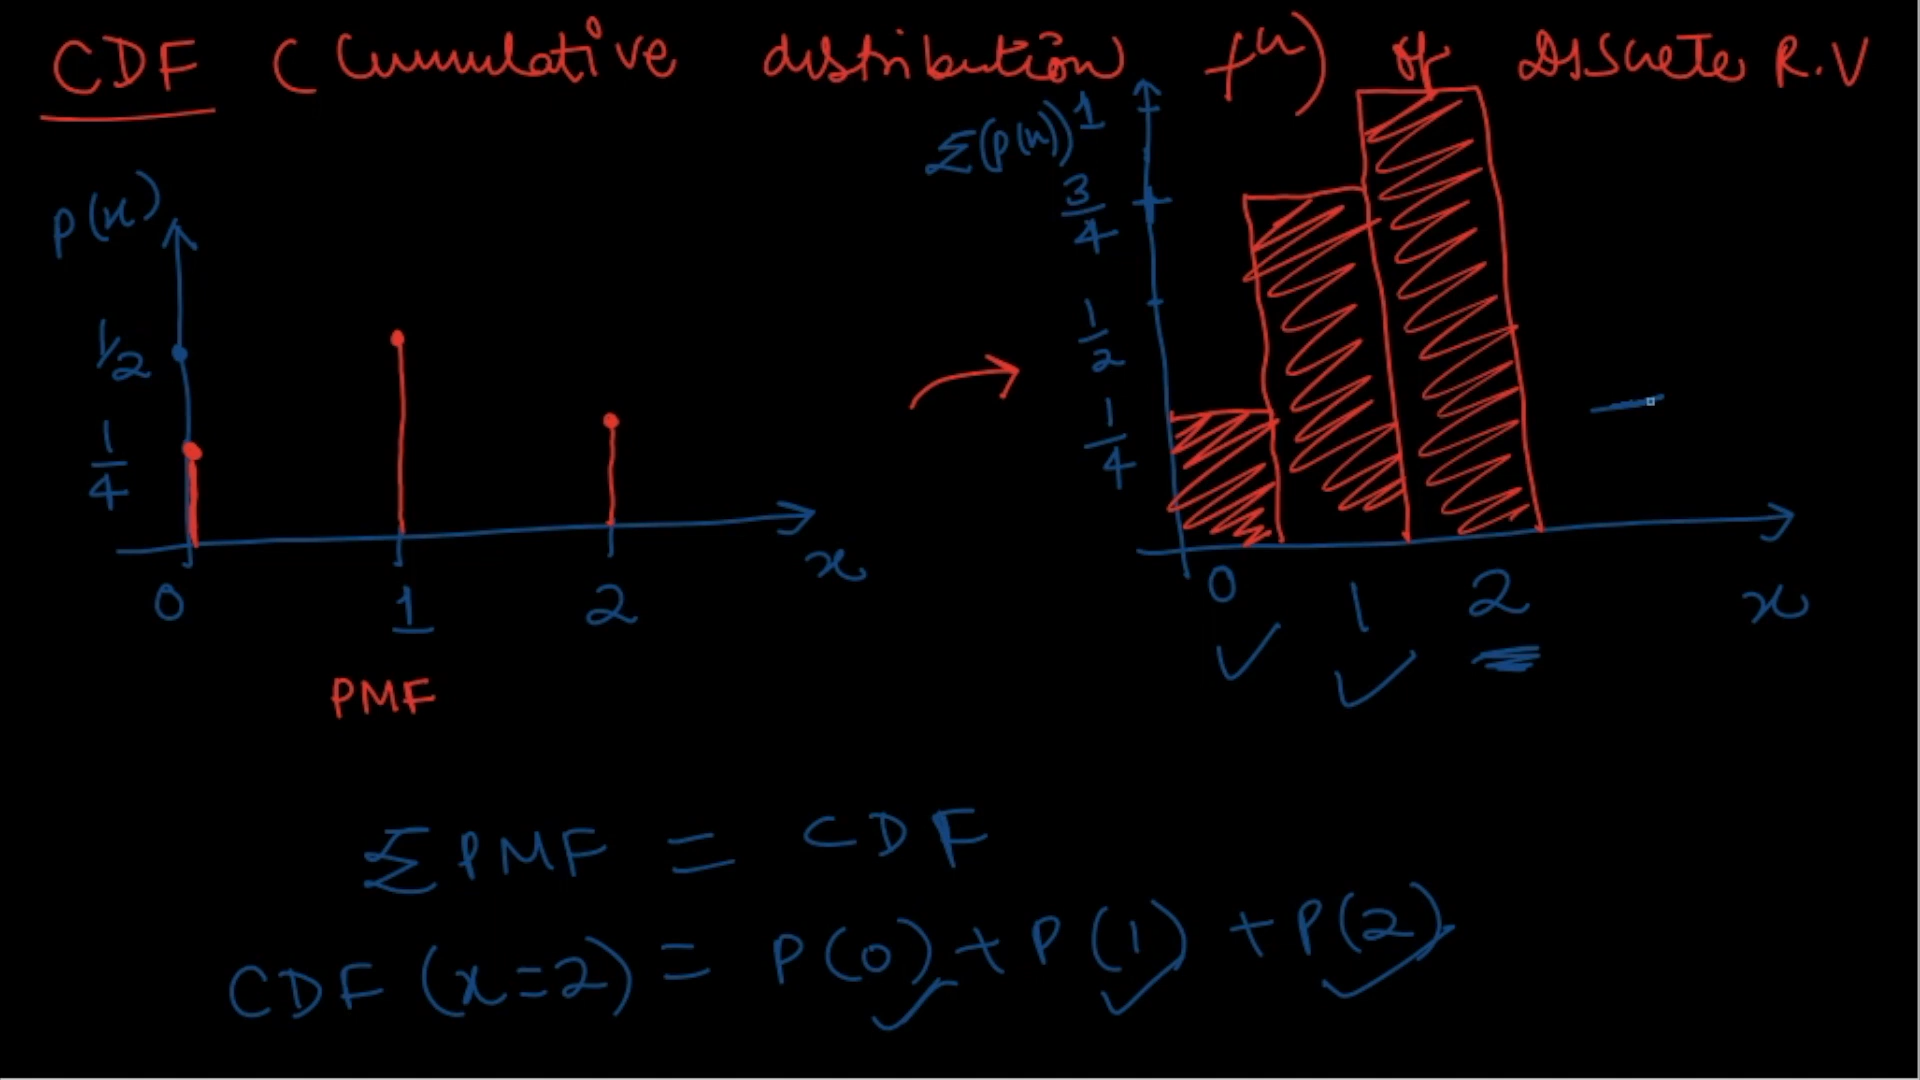 CDF (Cumulative distribution fⁿ) of Discrete R.V
P(x)
1/2
1/4
0 1 2 x
PMF
Σ(P(x)) 1
3/4
1/2
1/4
0 1 2 x
Σ PMF = CDF
CDF (x=2) = P(0) + P(1) + P(2)